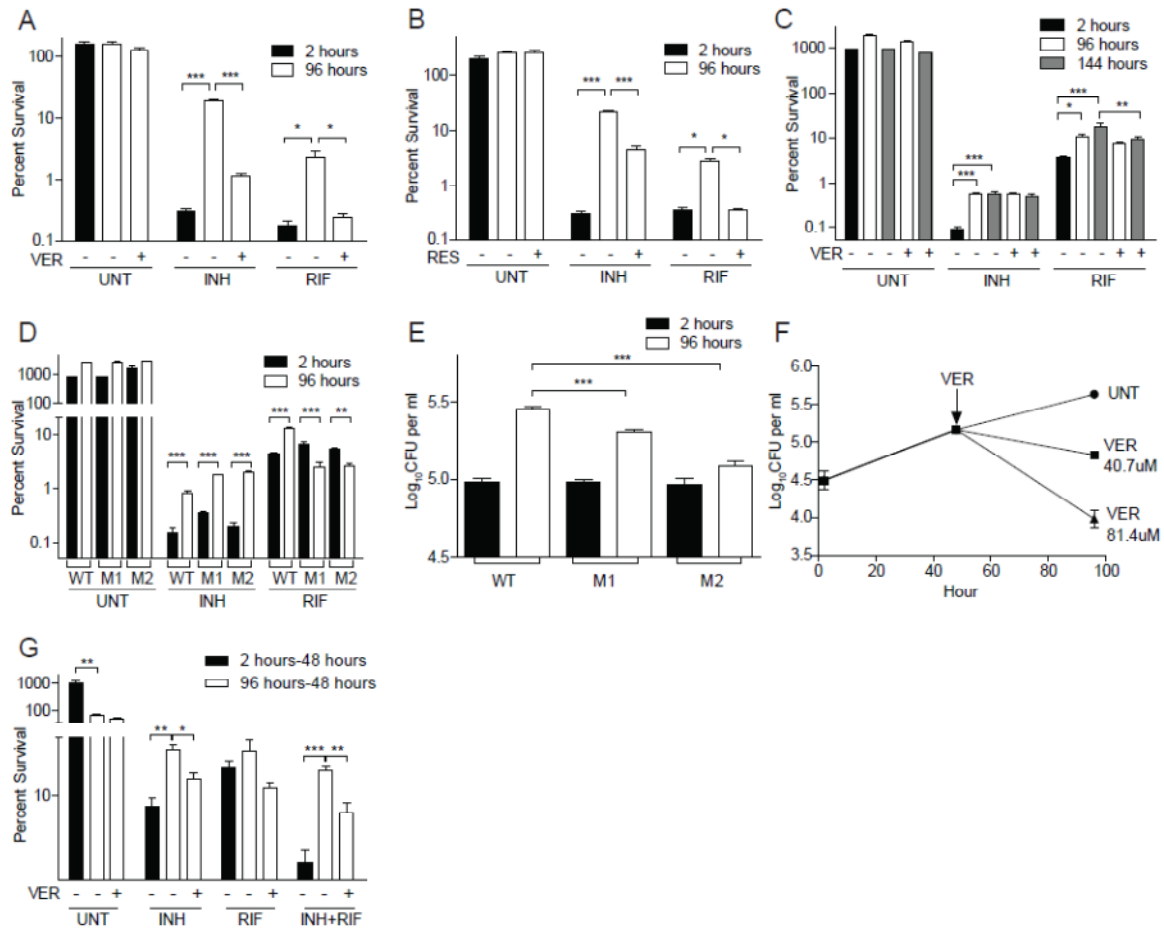 A
Percent Survival
100
10
1
0.1
2 hours
96 hours
*** ***
* *
VER - - + - - + - - +
UNT INH RIF
B
Percent Survival
100
10
1
0.1
2 hours
96 hours
*** ***
* *
RES - - + - - + - - +
UNT INH RIF
C
Percent Survival
1000
100
10
1
0.1
2 hours
96 hours
144 hours
***
***
***
*
**
VER - - - + + - - - + + - - - + +
UNT INH RIF
D
Percent Survival
1000
100
10
1
0.1
2 hours
96 hours
*** *** ***
*** *** **
WT M1 M2 WT M1 M2 WT M1 M2
UNT INH RIF
E
Log10CFU per ml
5.5
5.0
4.5
2 hours
96 hours
***
***
WT M1 M2
F
Log10CFU per ml
6.0
5.5
5.0
4.5
4.0
3.5
VER
UNT
VER
40.7uM
VER
81.4uM
0 20 40 60 80 100
Hour
G
Percent Survival
1000
100
10
2 hours-48 hours
96 hours-48 hours
**
** *
*** **
VER - - + - - + - - + - - +
UNT INH RIF INH+RIF